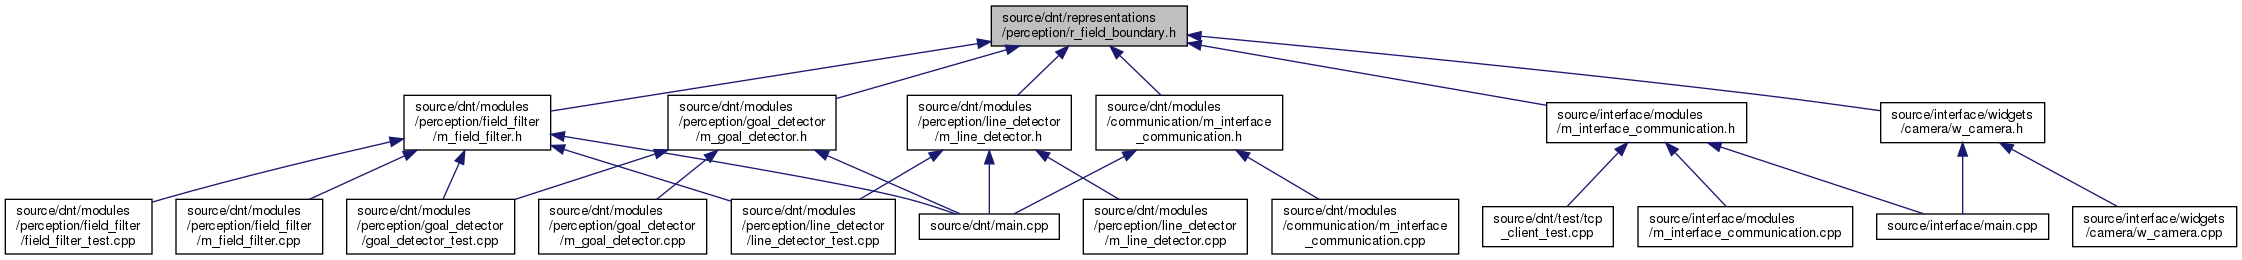 source/dnt/representations
/perception/r_field_boundary.h
source/dnt/modules
/perception/field_filter
/m_field_filter.h
source/dnt/modules
/perception/goal_detector
/m_goal_detector.h
source/dnt/modules
/perception/line_detector
/m_line_detector.h
source/dnt/modules
/communication/m_interface
_communication.h
source/interface/modules
/m_interface_communication.h
source/interface/widgets
/camera/w_camera.h
source/dnt/modules
/perception/field_filter
/field_filter_test.cpp
source/dnt/modules
/perception/field_filter
/m_field_filter.cpp
source/dnt/modules
/perception/goal_detector
/goal_detector_test.cpp
source/dnt/modules
/perception/goal_detector
/m_goal_detector.cpp
source/dnt/modules
/perception/line_detector
/line_detector_test.cpp
source/dnt/main.cpp
source/dnt/modules
/perception/line_detector
/m_line_detector.cpp
source/dnt/modules
/communication/m_interface
_communication.cpp
source/dnt/test/tcp
_client_test.cpp
source/interface/modules
/m_interface_communication.cpp
source/interface/main.cpp
source/interface/widgets
/camera/w_camera.cpp